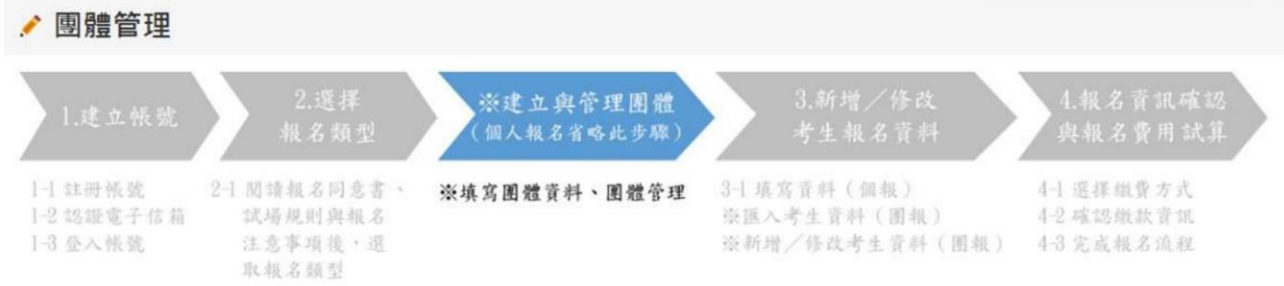 團體管理
1.建立帳號
2.選擇
報名類型
※建立與管理團體
(個人報名省略此步驟)
3.新增／修改
考生報名資料
4.報名資訊確認
與報名費用試算
1-1 註冊帳號
1-2 認證電子信箱
1-3 登入帳號
2-1 閱讀報名同意書、
試場規則與報名
注意事項後，選
取報名類型
※填寫團體資料、團體管理
3-1 填寫資料（個報）
※匯入考生資料（團報）
※新增／修改考生資料（團報）
4-1 選擇繳費方式
4-2 確認繳款資訊
4-3 完成報名流程